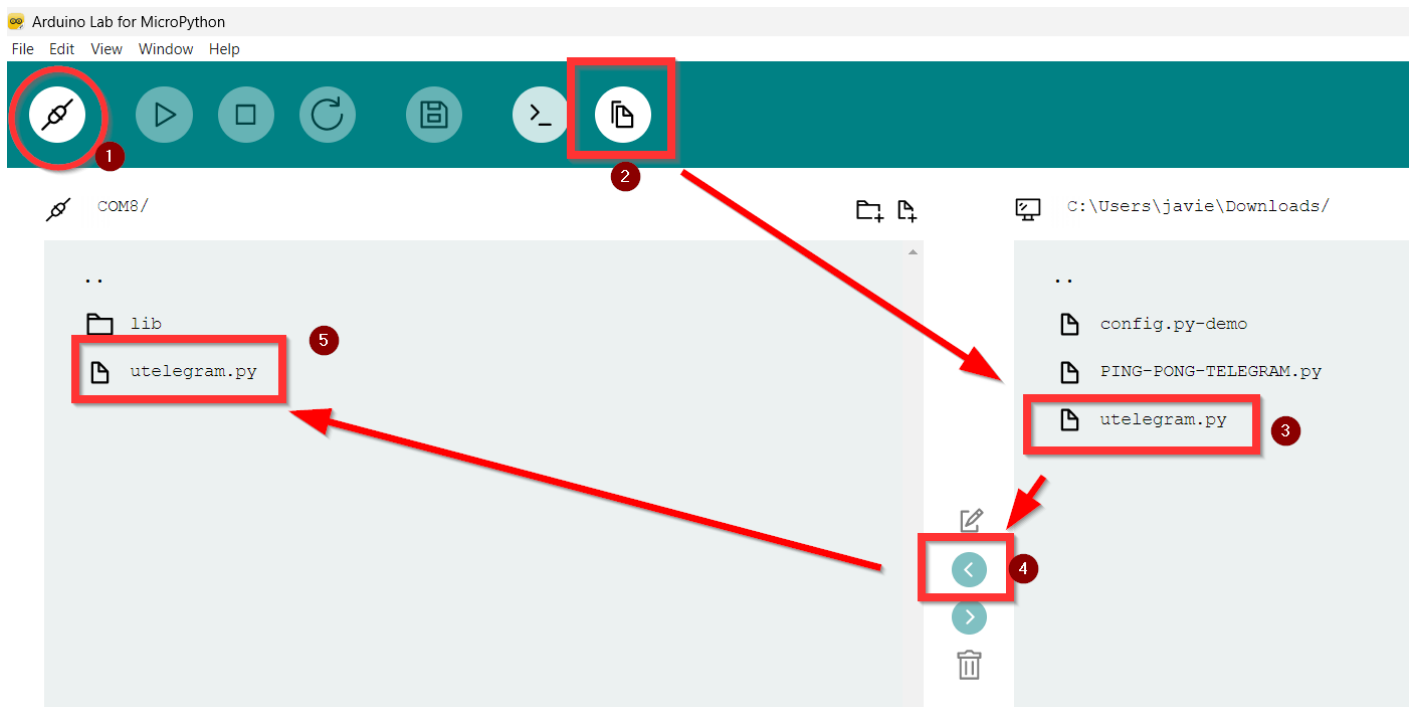 Arduino Lab for MicroPython
File Edit View Window Help
1
2
COM8/
C:\Users\javie\Downloads/
..
lib
utelegram.py
5
..
config.py-demo
PING-PONG-TELEGRAM.py
utelegram.py
3
4